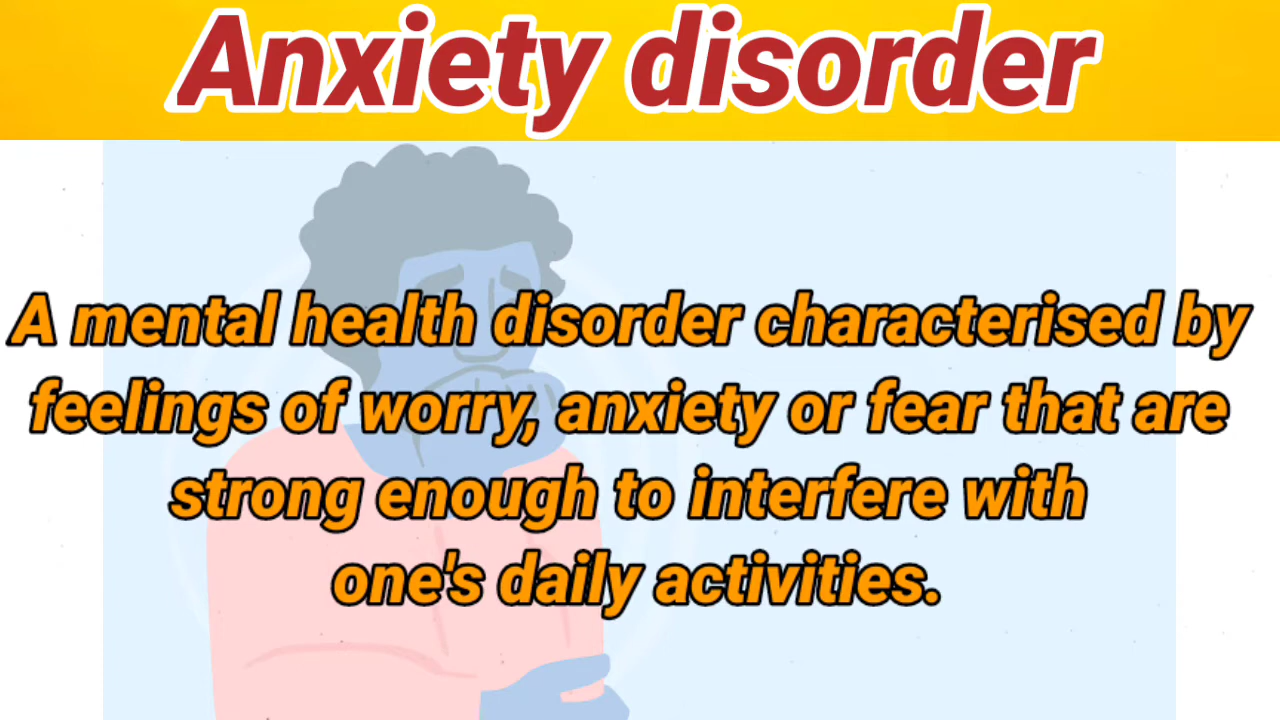 Anxiety disorder
A mental health disorder characterised by
feelings of worry, anxiety or fear that are
strong enough to interfere with
one's daily activities.